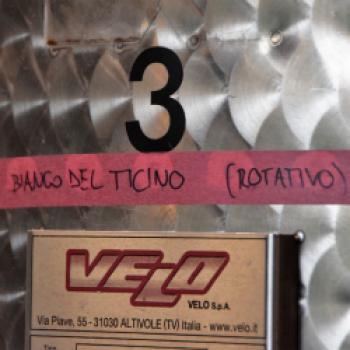 3
BIANCO DEL TICINO (ROTATIVO)
VELO
VELO S.p.A.
Via Piave, 55 - 31030 ALTIVOLE (TV) Italia - www.velo.it